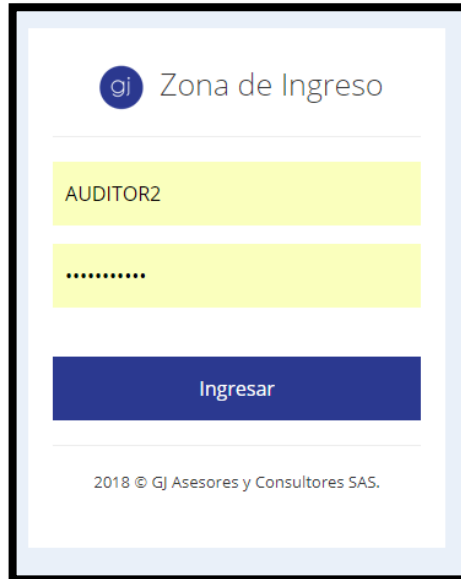 gj Zona de Ingreso
AUDITOR2
•••••••••••
Ingresar
2018 © GJ Asesores y Consultores SAS.